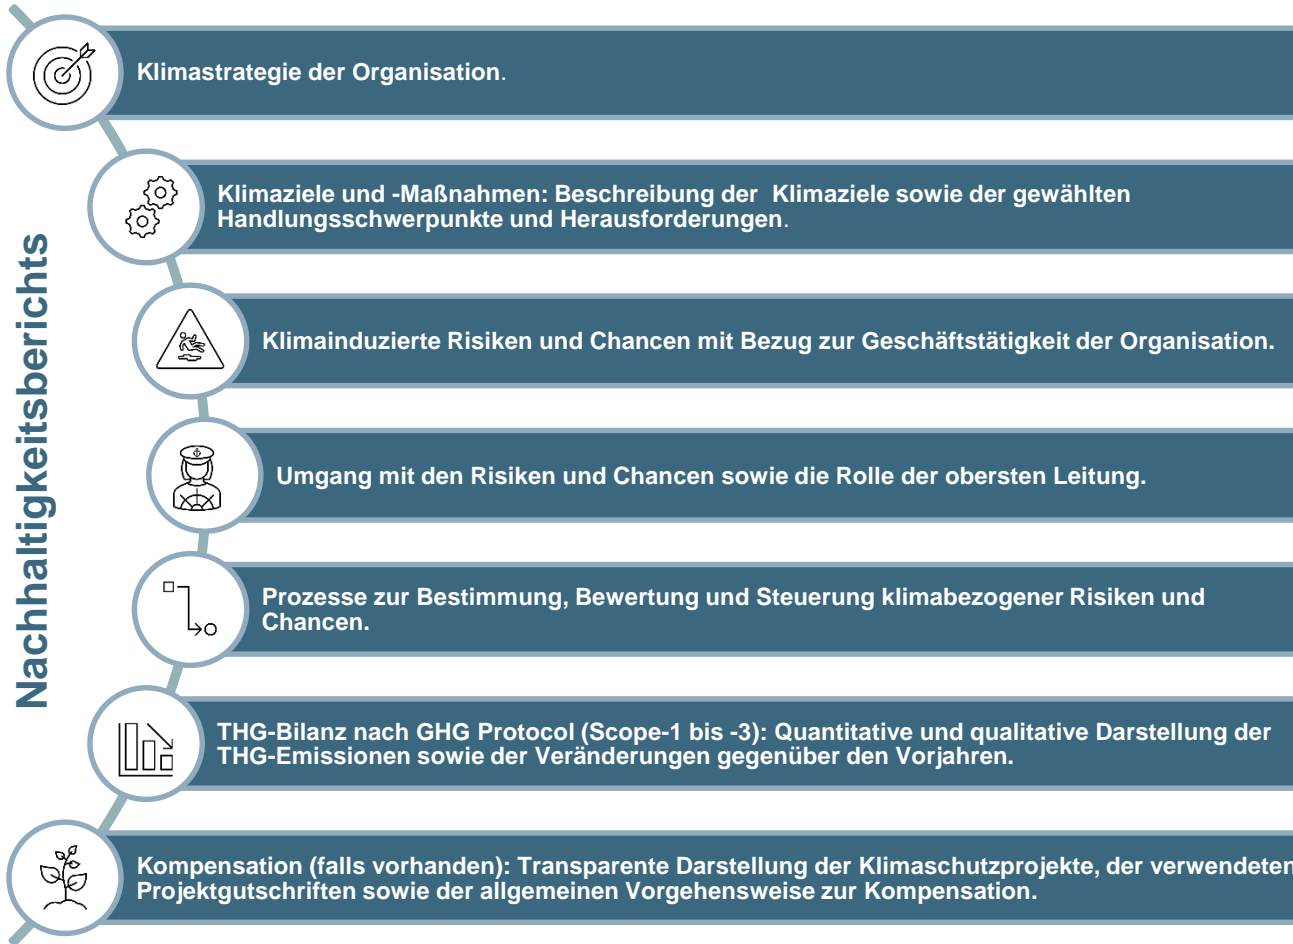 Nachhaltigkeitsberichts
Klimastrategie der Organisation.
Klimaziele und -Maßnahmen: Beschreibung der Klimaziele sowie der gewählten
Handlungsschwerpunkte und Herausforderungen.
Klimainduzierte Risiken und Chancen mit Bezug zur Geschäftstätigkeit der Organisation.
Umgang mit den Risiken und Chancen sowie die Rolle der obersten Leitung.
Prozesse zur Bestimmung, Bewertung und Steuerung klimabezogener Risiken und
Chancen.
THG-Bilanz nach GHG Protocol (Scope-1 bis -3): Quantitative und qualitative Darstellung der
THG-Emissionen sowie der Veränderungen gegenüber den Vorjahren.
Kompensation (falls vorhanden): Transparente Darstellung der Klimaschutzprojekte, der verwendeten
Projektgutschriften sowie der allgemeinen Vorgehensweise zur Kompensation.